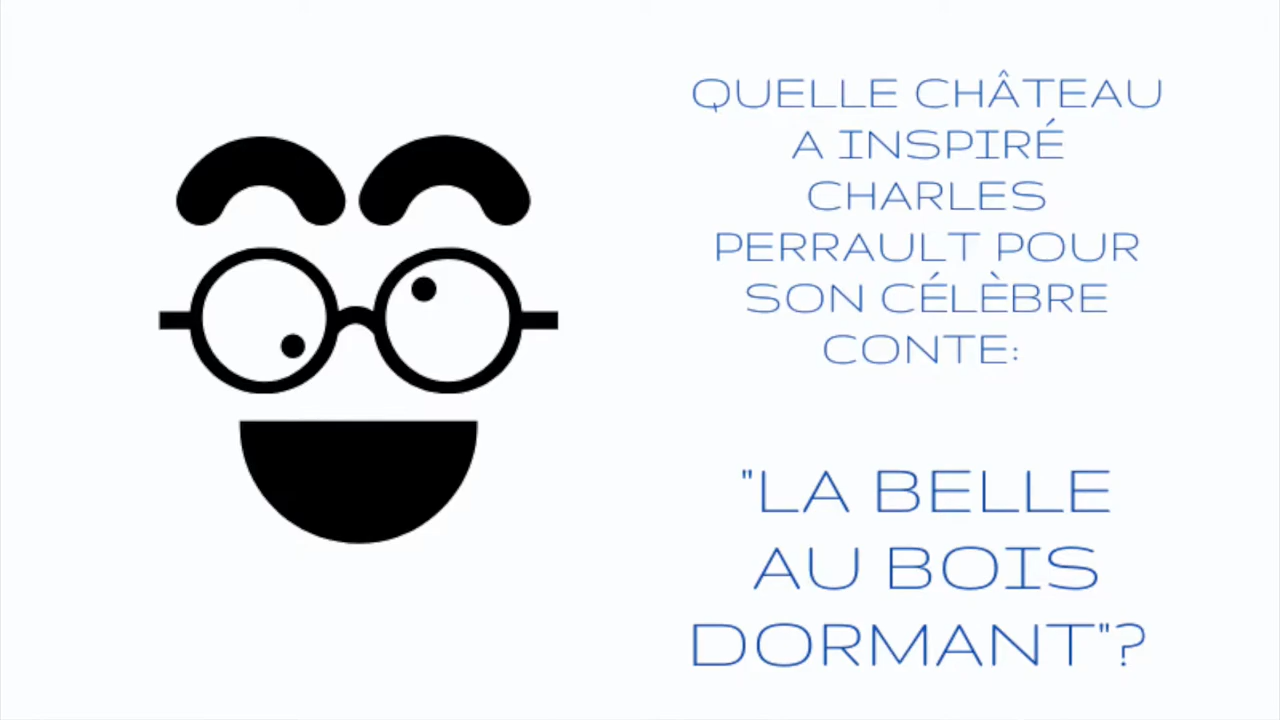 QUELLE CHÂTEAU
A INSPIRÉ
CHARLES
PERRAULT POUR
SON CÉLÈBRE
CONTE:
"LA BELLE
AU BOIS
DORMANT"?